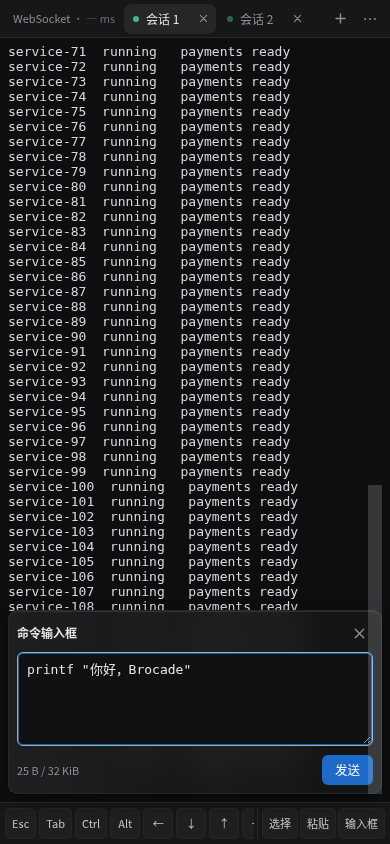 WebSocket · — ms 会话 1 × 会话 2 × + ···
service-71 running payments ready
service-72 running payments ready
service-73 running payments ready
service-74 running payments ready
service-75 running payments ready
service-76 running payments ready
service-77 running payments ready
service-78 running payments ready
service-79 running payments ready
service-80 running payments ready
service-81 running payments ready
service-82 running payments ready
service-83 running payments ready
service-84 running payments ready
service-85 running payments ready
service-86 running payments ready
service-87 running payments ready
service-88 running payments ready
service-89 running payments ready
service-90 running payments ready
service-91 running payments ready
service-92 running payments ready
service-93 running payments ready
service-94 running payments ready
service-95 running payments ready
service-96 running payments ready
service-97 running payments ready
service-98 running payments ready
service-99 running payments ready
service-100 running payments ready
service-101 running payments ready
service-102 running payments ready
service-103 running payments ready
service-104 running payments ready
service-105 running payments ready
service-106 running payments ready
service-107 running payments ready
service-108 running payments ready
命令输入框 ×
printf "你好，Brocade"
25 B / 32 KiB 发送
Esc Tab Ctrl Alt ← ↓ ↑ 选择 粘贴 输入框